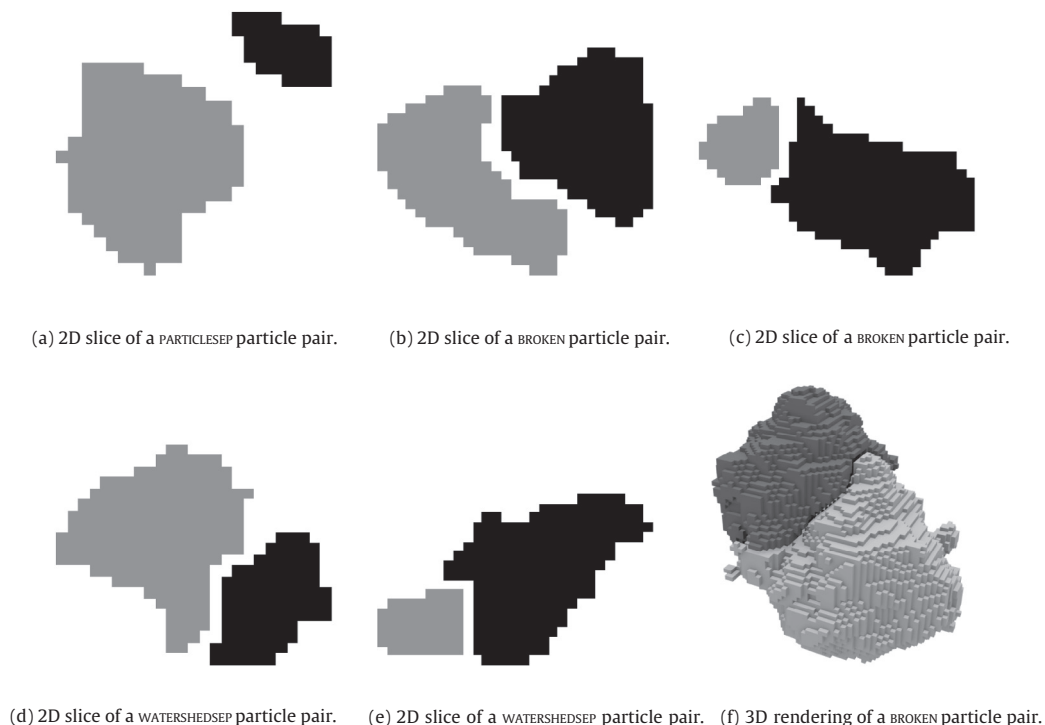 (a) 2D slice of a PARTICLESEP particle pair.
(b) 2D slice of a BROKEN particle pair.
(c) 2D slice of a BROKEN particle pair.
(d) 2D slice of a WATERSHEDSEP particle pair.
(e) 2D slice of a WATERSHEDSEP particle pair.
(f) 3D rendering of a BROKEN particle pair.